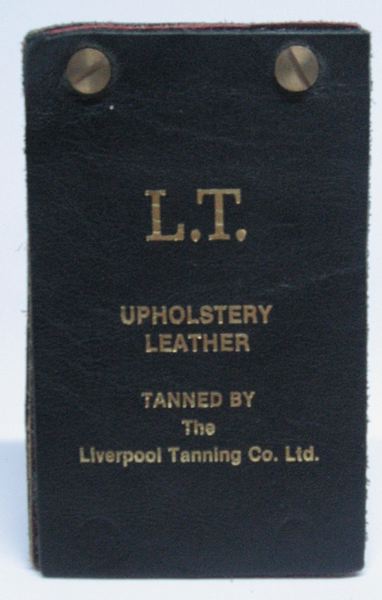 L.T.
UPHOLSTERY
LEATHER
TANNED BY
The
Liverpool Tanning Co. Ltd.